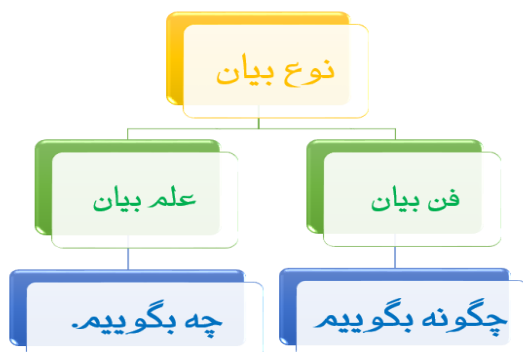 نوع بیان
فن بیان
علم بیان
چگونه بگوییم
چه بگوییم.